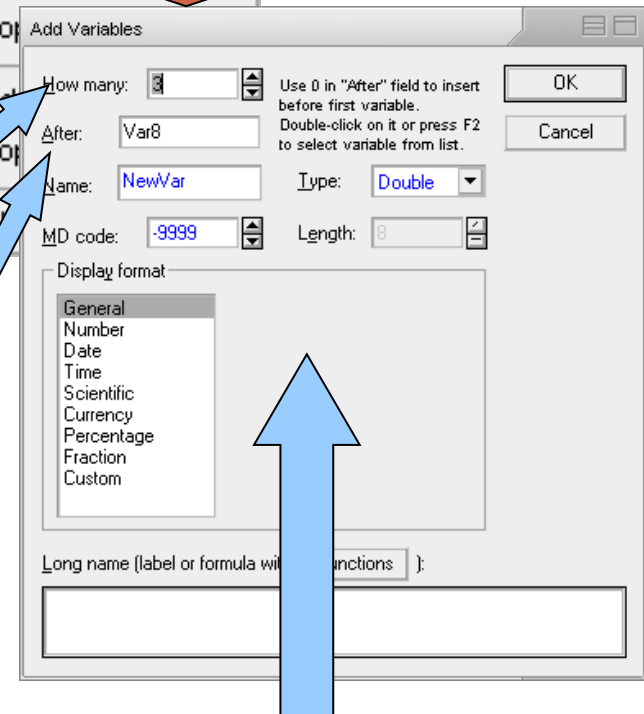 Add Variables
How many: 3
Use 0 in "After" field to insert
before first variable.
Double-click on it or press F2
to select variable from list.
OK
After: Var8
Cancel
Name: NewVar
Type: Double
MD code: -9999
Length: 8
Display format
General
Number
Date
Time
Scientific
Currency
Percentage
Fraction
Custom
Long name (label or formula ):